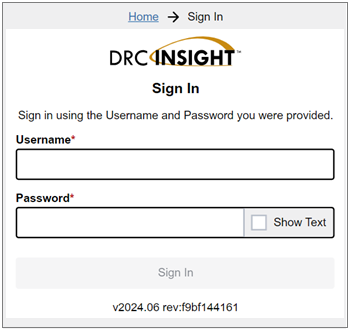 Home → Sign In
DRC INSIGHT™
Sign In
Sign in using the Username and Password you were provided.
Username*
Password*
Show Text
Sign In
v2024.06 rev:f9bf144161